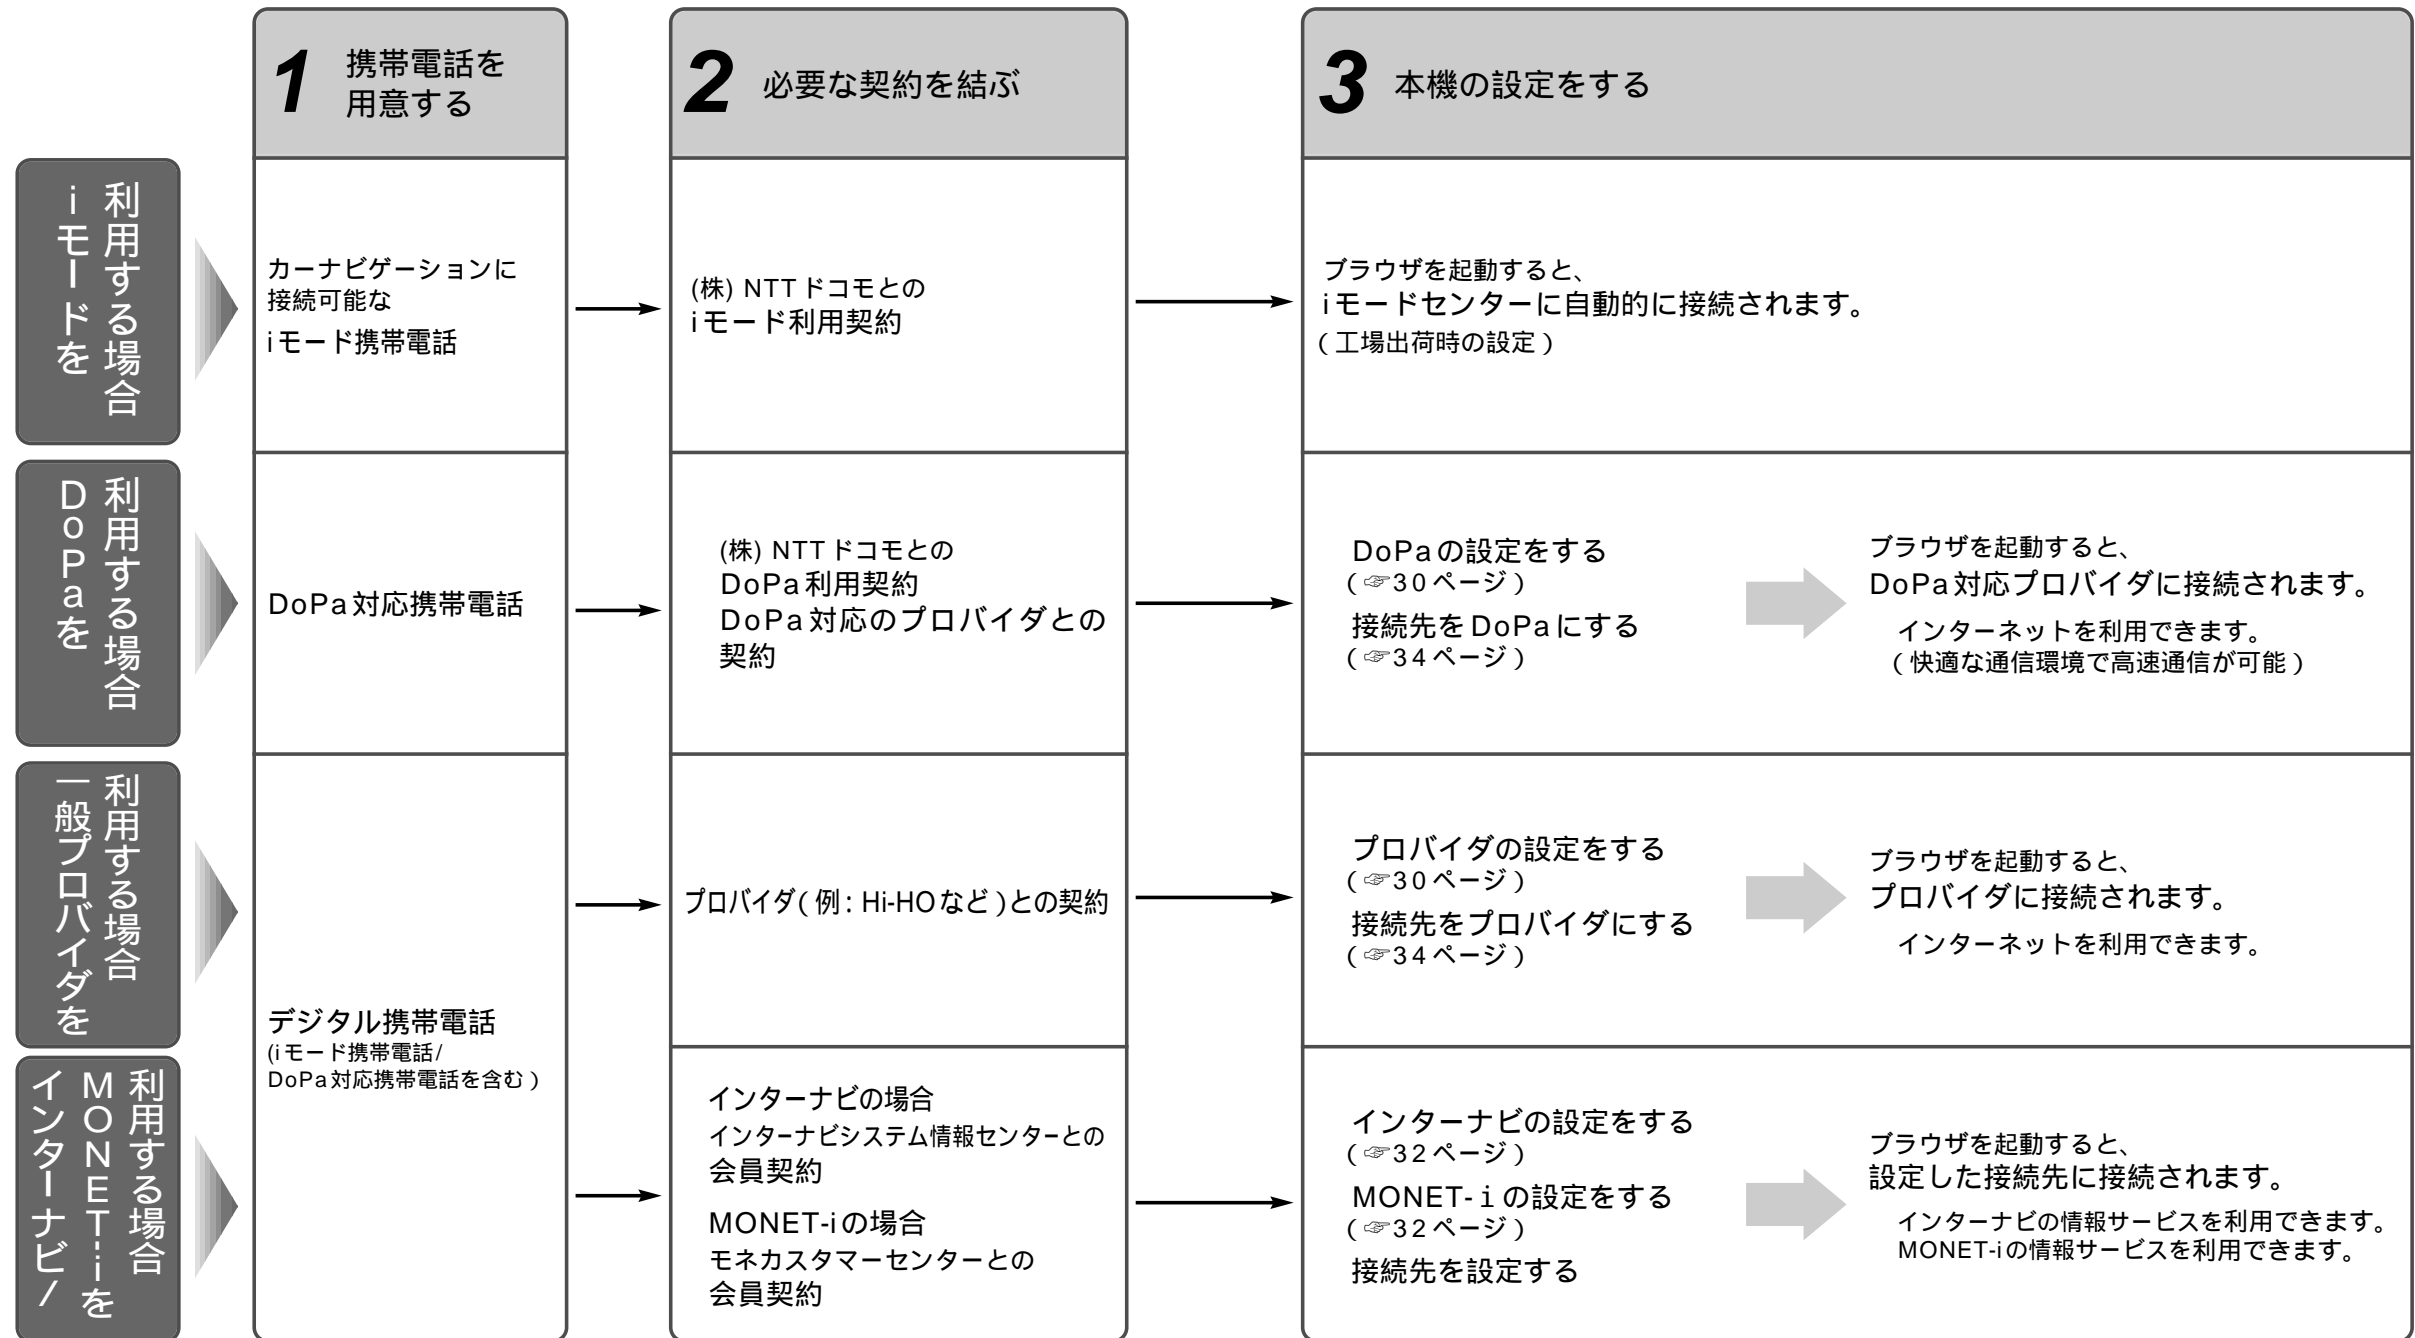 1 携帯電話を
用意する
2 必要な契約を結ぶ
3 本機の設定をする
iモードを
利用する場合
カーナビゲーションに
接続可能な
iモード携帯電話
(株) NTTドコモとの
iモード利用契約
ブラウザを起動すると、
iモードセンターに自動的に接続されます。
(工場出荷時の設定)
DoPaを
利用する場合
DoPa対応携帯電話
(株) NTTドコモとの
DoPa利用契約
DoPa対応のプロバイダとの
契約
DoPaの設定をする
(☞30ページ)
接続先をDoPaにする
(☞34ページ)
ブラウザを起動すると、
DoPa対応プロバイダに接続されます。
インターネットを利用できます。
(快適な通信環境で高速通信が可能)
一般プロバイダを
利用する場合
デジタル携帯電話
(iモード携帯電話/
DoPa対応携帯電話を含む)
プロバイダ(例:Hi-HOなど)との契約
プロバイダの設定をする
(☞30ページ)
接続先をプロバイダにする
(☞34ページ)
ブラウザを起動すると、
プロバイダに接続されます。
インターネットを利用できます。
インターナビ/
MONET-iを
利用する場合
インターナビの場合
インターナビシステム情報センターとの
会員契約
MONET-iの場合
モネカスタマーセンターとの
会員契約
インターナビの設定をする
(☞32ページ)
MONET-iの設定をする
(☞32ページ)
接続先を設定する
ブラウザを起動すると、
設定した接続先に接続されます。
インターナビの情報サービスを利用できます。
MONET-iの情報サービスを利用できます。